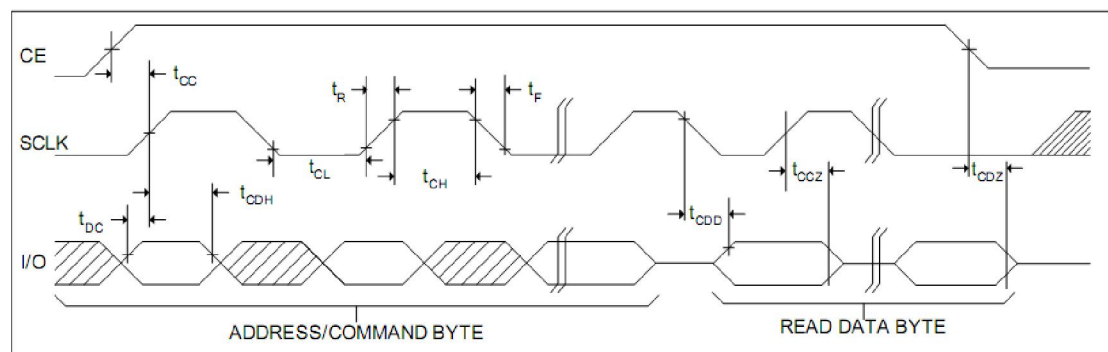 CE
tCC
tR
tF
SCLK
tCL
tCH
tCCZ
tCDZ
tCDH
tDC
tCDD
I/O
ADDRESS/COMMAND BYTE
READ DATA BYTE